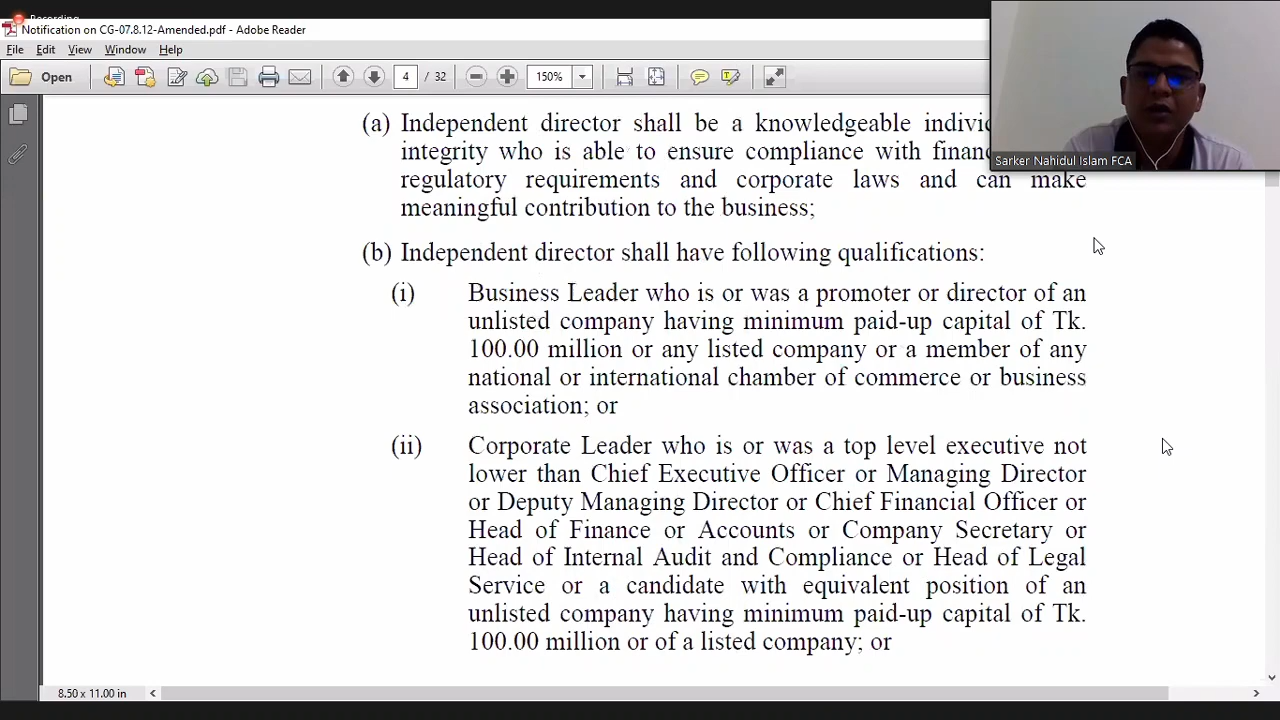 Recording
Notification on CG-07.8.12-Amended.pdf - Adobe Reader
File Edit View Window Help
Open 4 / 32 150%
(a) Independent director shall be a knowledgeable
integrity who is able to ensure compliance with
regulatory requirements and corporate laws and can make
meaningful contribution to the business;
Sarker Nahidul Islam FCA
(b) Independent director shall have following qualifications:
(i) Business Leader who is or was a promoter or director of an
unlisted company having minimum paid-up capital of Tk.
100.00 million or any listed company or a member of any
national or international chamber of commerce or business
association; or
(ii) Corporate Leader who is or was a top level executive not
lower than Chief Executive Officer or Managing Director
or Deputy Managing Director or Chief Financial Officer or
Head of Finance or Accounts or Company Secretary or
Head of Internal Audit and Compliance or Head of Legal
Service or a candidate with equivalent position of an
unlisted company having minimum paid-up capital of Tk.
100.00 million or of a listed company; or
8.50 x 11.00 in